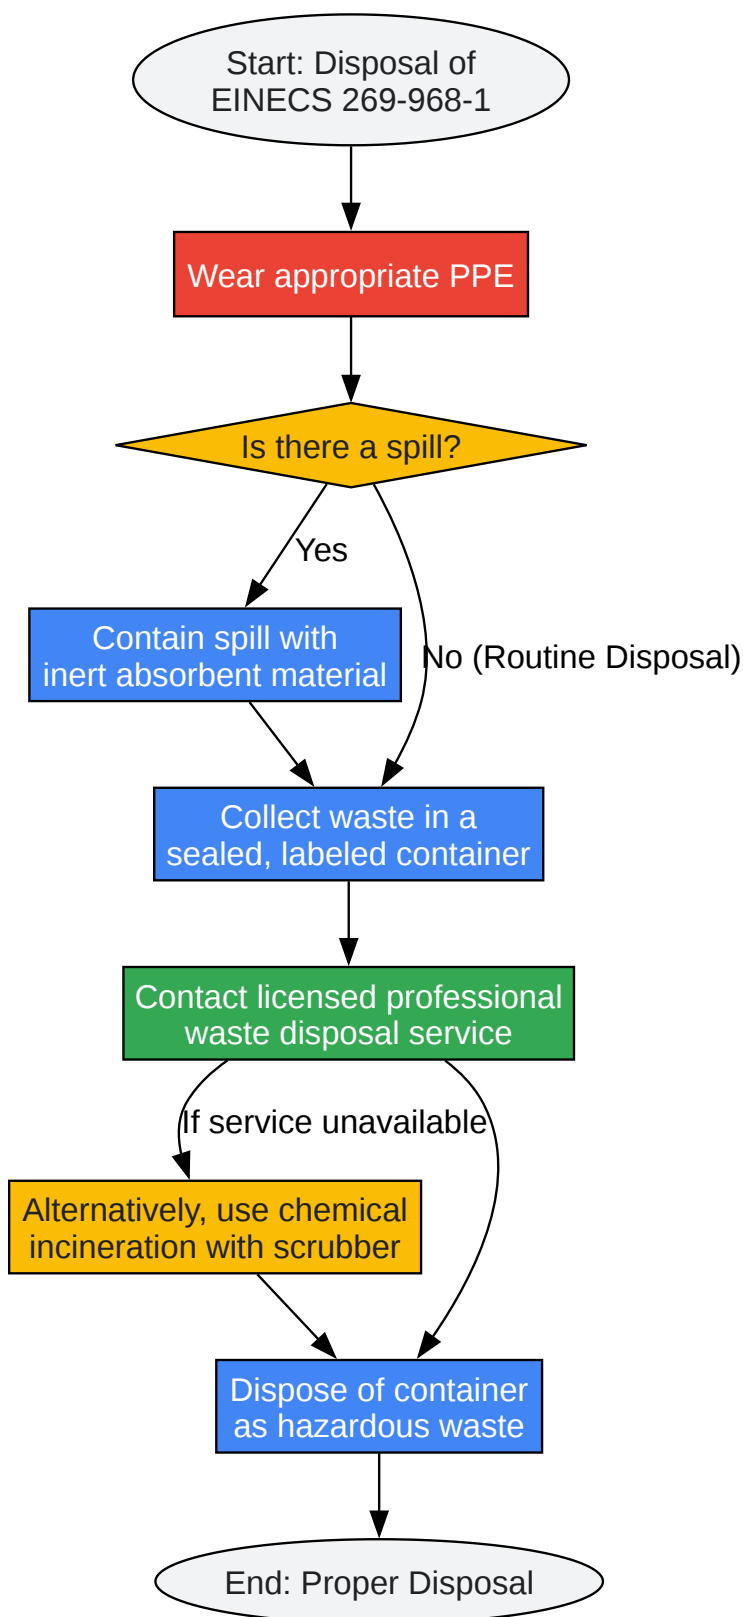 Start: Disposal of
EINECS 269-968-1
Wear appropriate PPE
Is there a spill?
Yes
Contain spill with
inert absorbent material
No (Routine Disposal)
Collect waste in a
sealed, labeled container
Contact licensed professional
waste disposal service
If service unavailable
Alternatively, use chemical
incineration with scrubber
Dispose of container
as hazardous waste
End: Proper Disposal